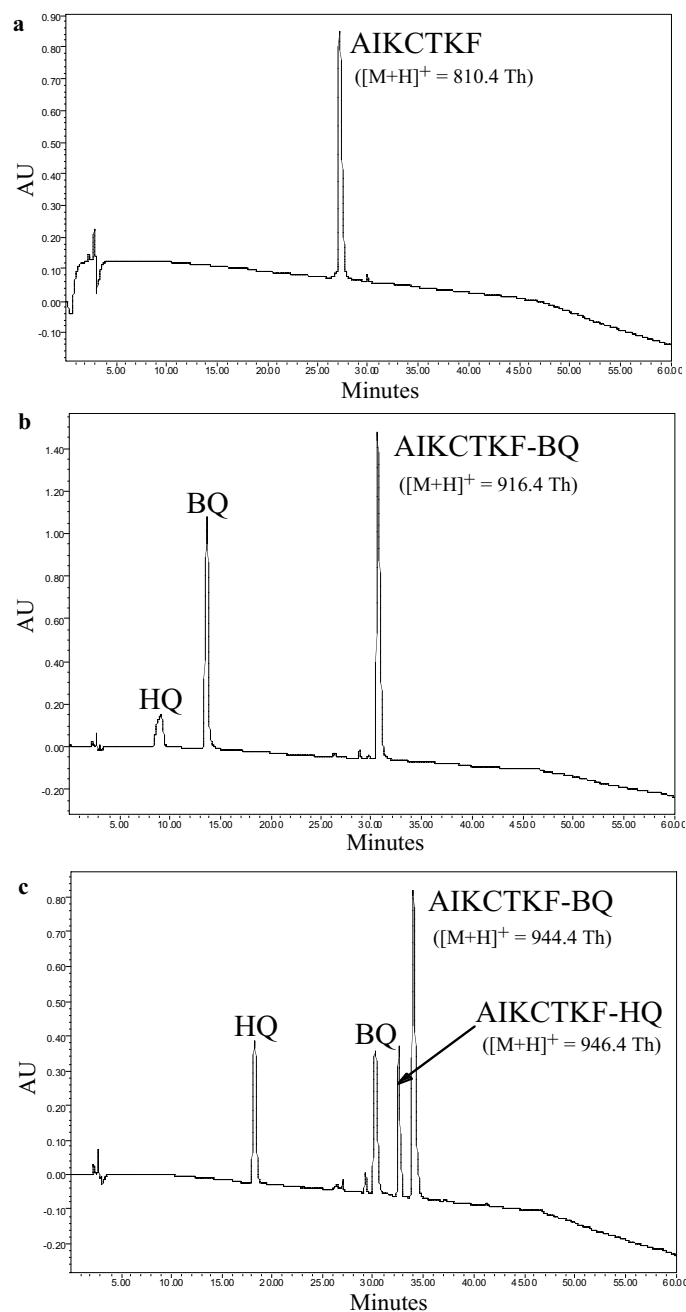 a
0.90
0.80
0.70
0.60
0.50
0.40
0.30
0.20
0.10
0.00
-0.10
AU
AIKCTKF
([M+H]+ = 810.4 Th)
5.00 10.00 15.00 20.00 25.00 30.00 35.00 40.00 45.00 50.00 55.00 60.00
Minutes
b
1.40
1.20
1.00
0.80
0.60
0.40
0.20
0.00
-0.20
AU
AIKCTKF-BQ
([M+H]+ = 916.4 Th)
BQ
HQ
5.00 10.00 15.00 20.00 25.00 30.00 35.00 40.00 45.00 50.00 55.00 60.00
Minutes
c
0.80
0.70
0.60
0.50
0.40
0.30
0.20
0.10
0.00
-0.10
-0.20
AU
AIKCTKF-BQ
([M+H]+ = 944.4 Th)
AIKCTKF-HQ
([M+H]+ = 946.4 Th)
HQ
BQ
5.00 10.00 15.00 20.00 25.00 30.00 35.00 40.00 45.00 50.00 55.00 60.00
Minutes